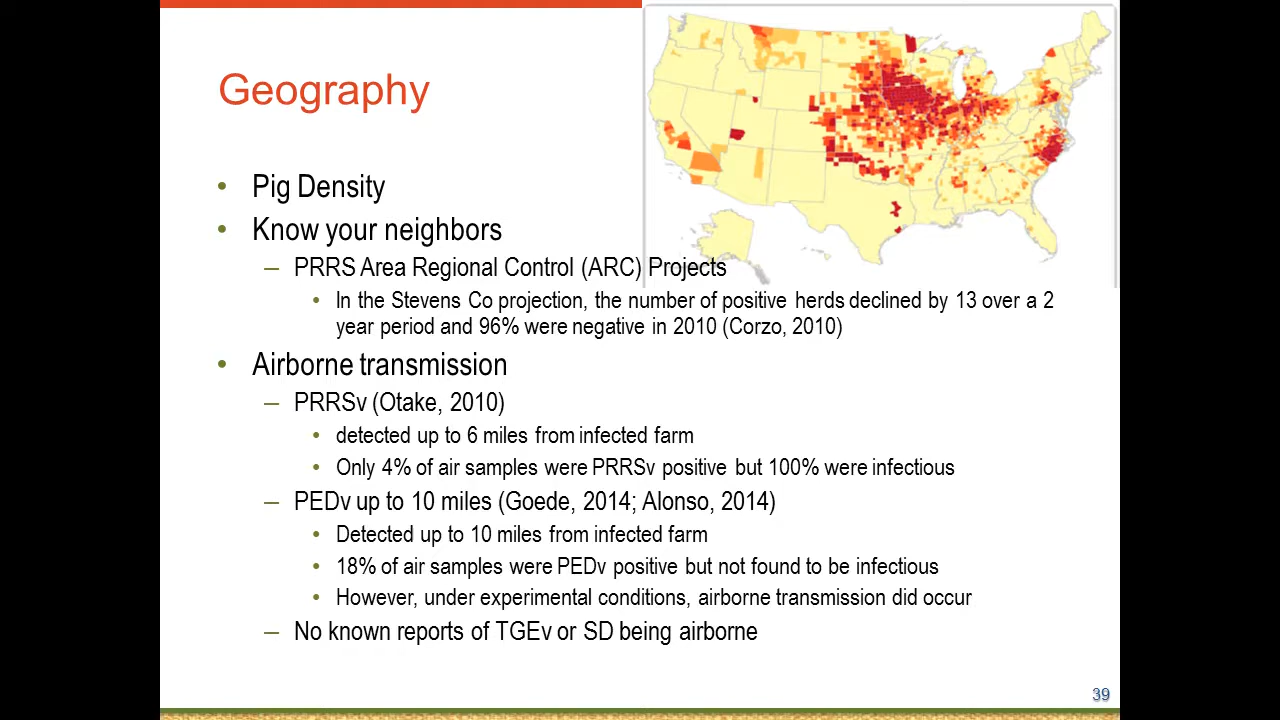 Geography
• Pig Density
• Know your neighbors
– PRRS Area Regional Control (ARC) Projects
• In the Stevens Co projection, the number of positive herds declined by 13 over a 2
year period and 96% were negative in 2010 (Corzo, 2010)
• Airborne transmission
– PRRSv (Otake, 2010)
• detected up to 6 miles from infected farm
• Only 4% of air samples were PRRSv positive but 100% were infectious
– PEDv up to 10 miles (Goede, 2014; Alonso, 2014)
• Detected up to 10 miles from infected farm
• 18% of air samples were PEDv positive but not found to be infectious
• However, under experimental conditions, airborne transmission did occur
– No known reports of TGEv or SD being airborne
39